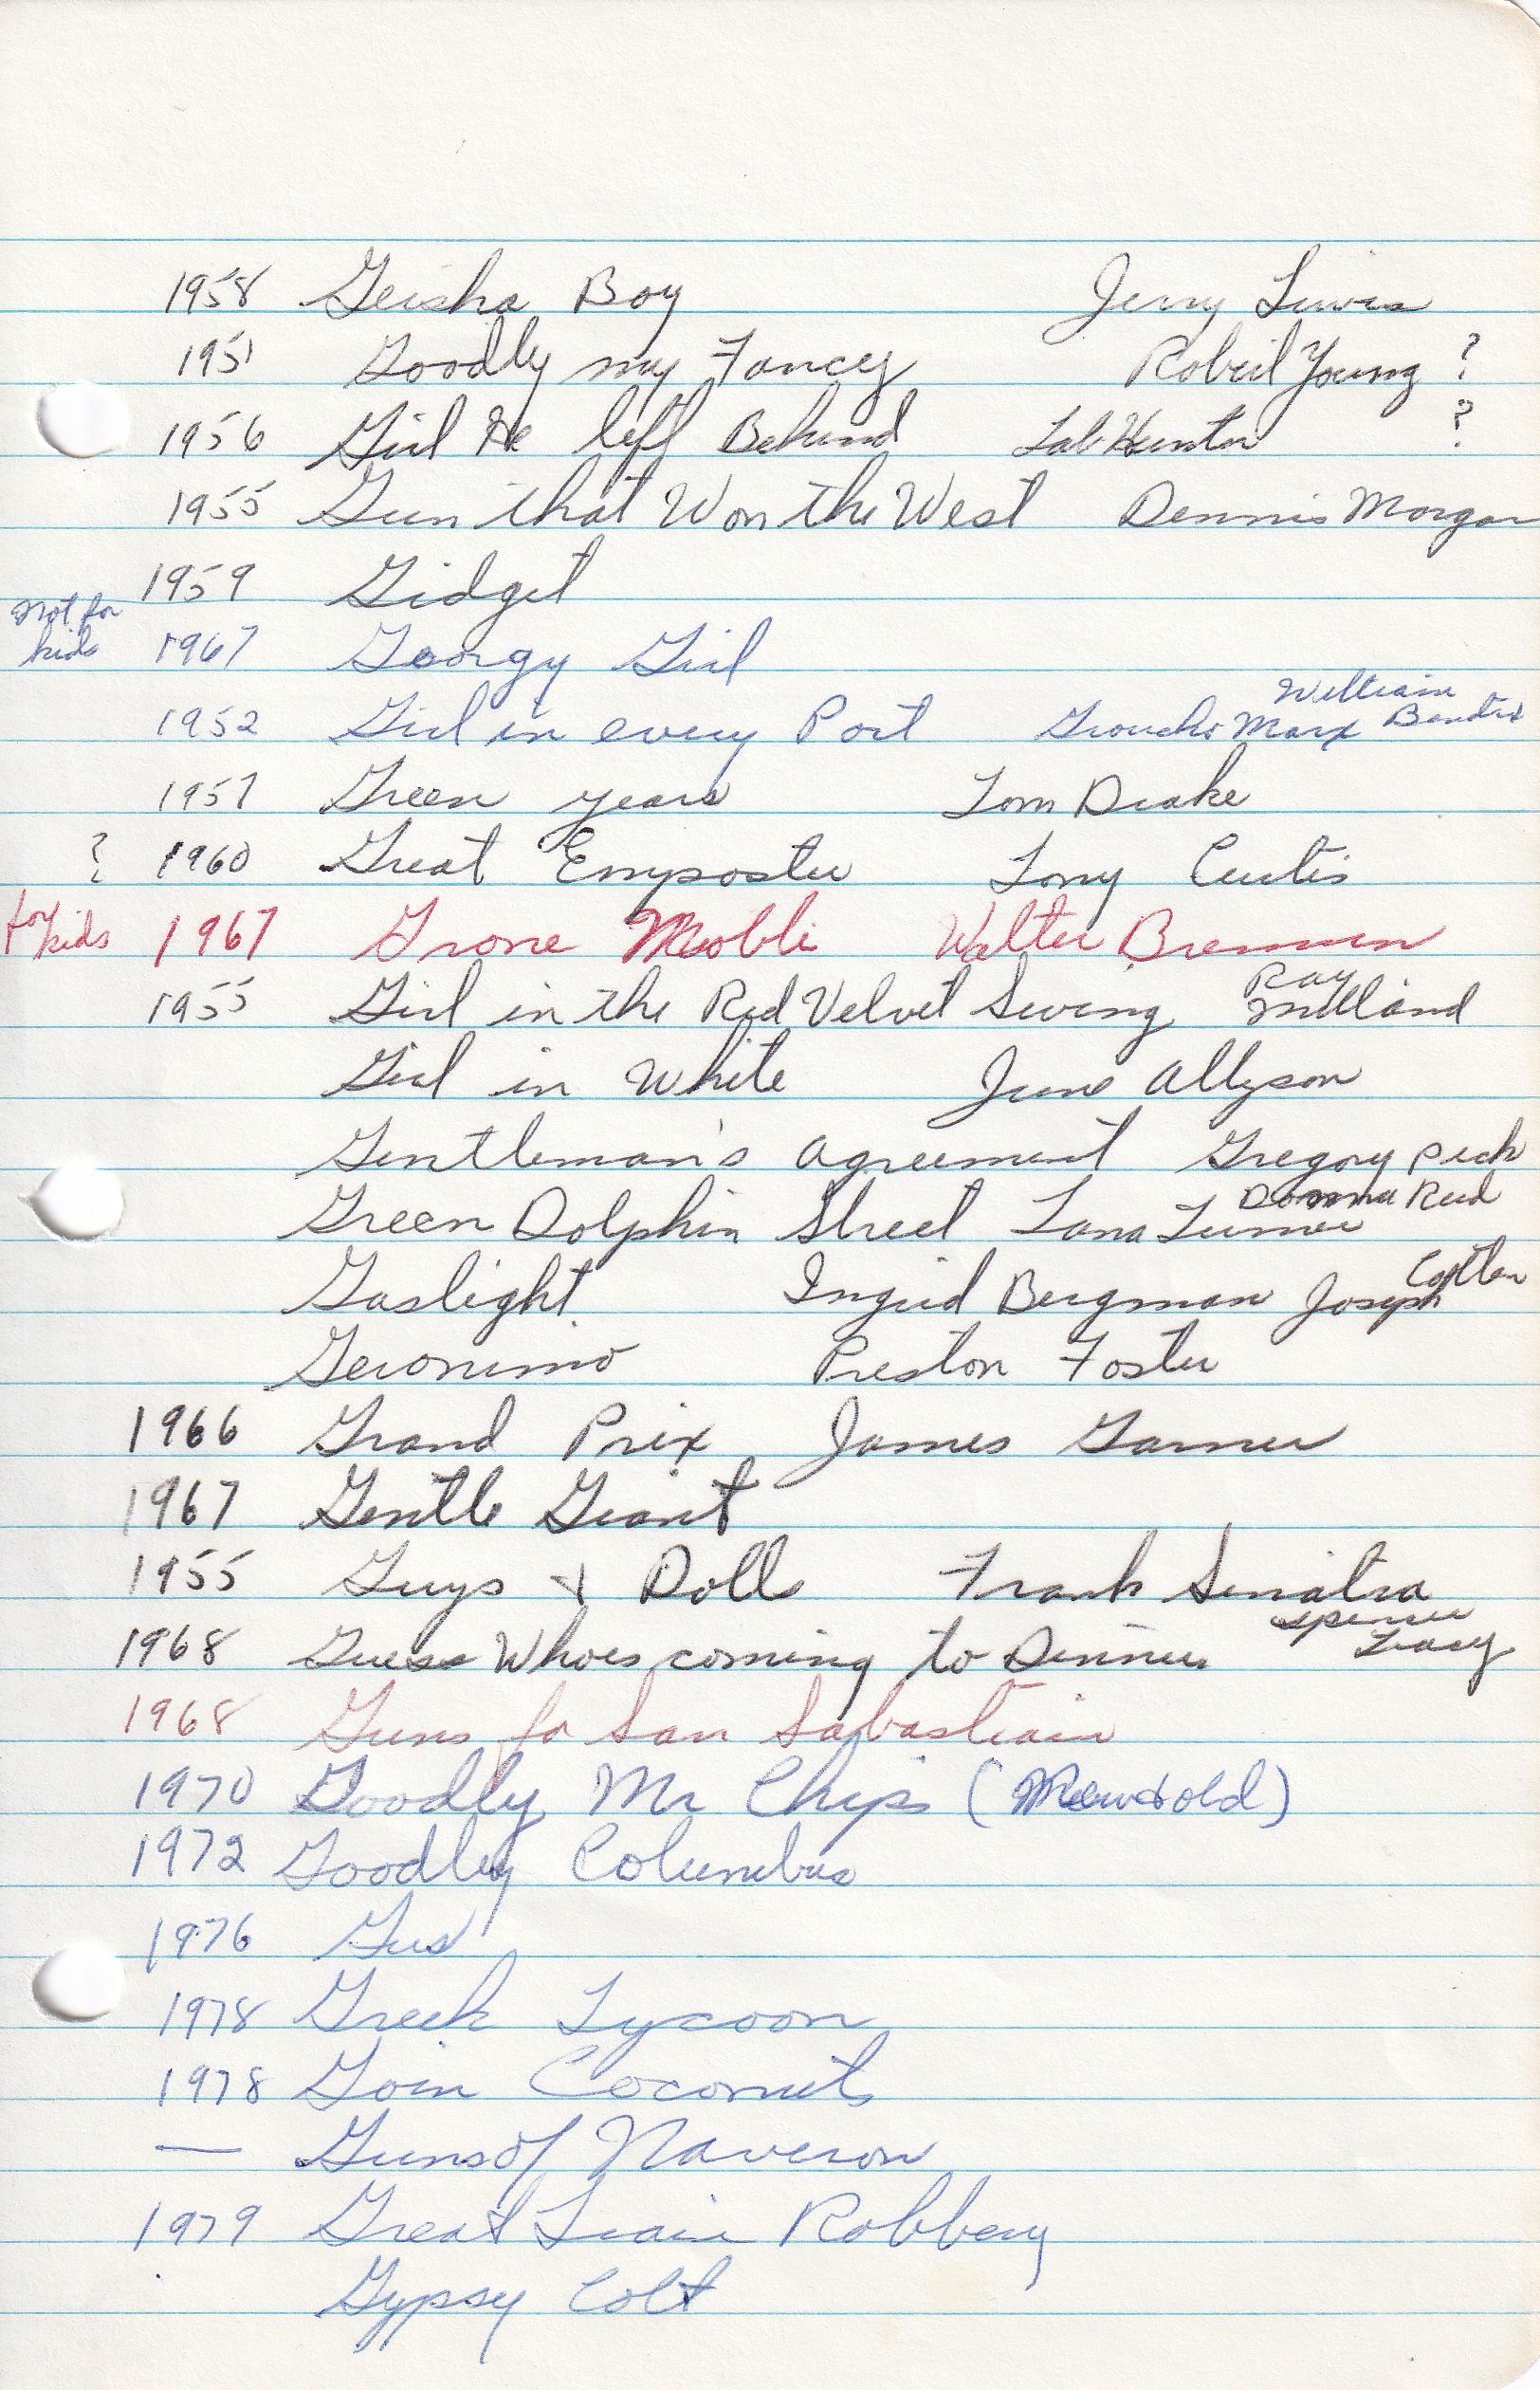 1958 Geisha Boy Jerry Lewis
1951 Goodby my Fancy Robert Young ?
1956 Girl He left Behind Tab Hunter ?
1955 Gun that Won the West Dennis Morgan
1959 Gidget
Not for kids 1967 Georgy Girl
1952 Girl in every Port Groucho Marx William Bendix
1957 Green years Tom Drake
? 1960 Great Emposter Tony Curtis
for kids 1967 Grone Mobli Walter Brennen
1955 Girl in the Red Velvet Swing Ray Milland
Girl in White June Allyson
Gentleman's Agreement Gregory Peck
Green Dolphin Street Lana Turner Donna Reed
Gaslight Ingrid Bergman Joseph Cotten
Geronimo Preston Foster
1966 Grand Prix James Garner
1967 Gentle Giant
1955 Guys & Dolls Frank Sinatra
1968 Guess Whoes coming to Dinner Spencer Tracy
1968 Guns fo San Sabastiain
1970 Goodby Mr Chips (old)
1972 Goodby Columbus
1976 Gus
1978 Greek Tycoon
1978 Goin Coconuts
— Guns of Naveron
1979 Great Train Robbery
Gypsy Colt